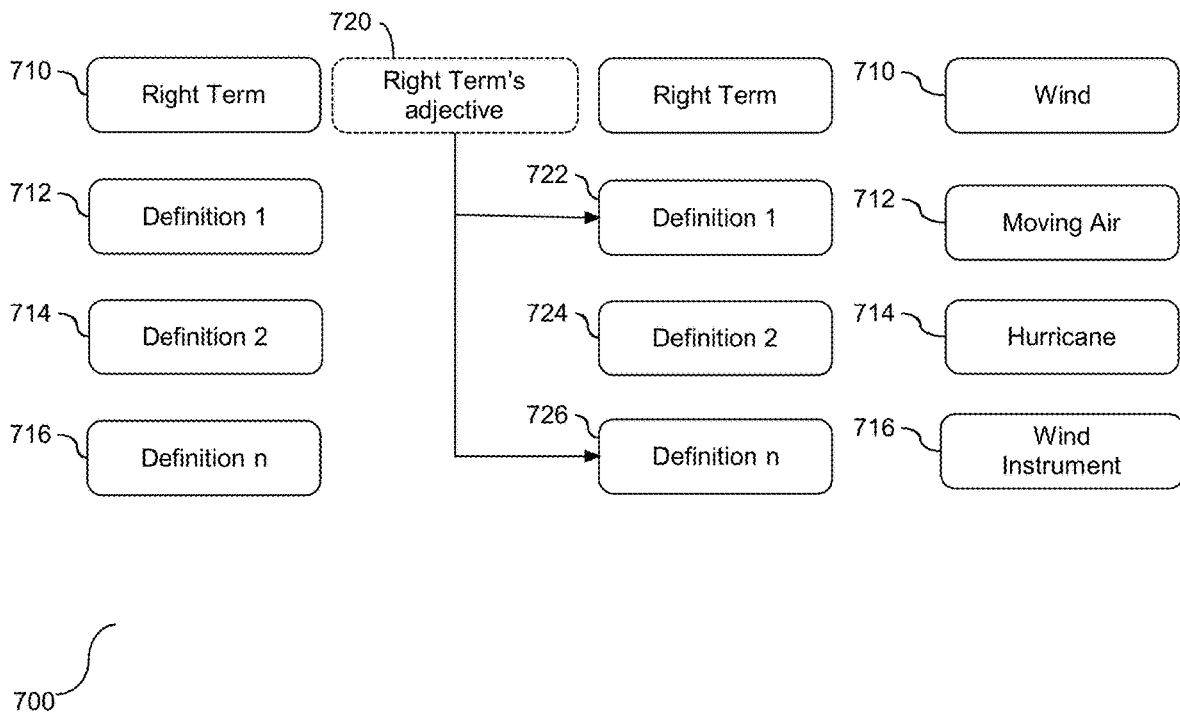 720
710
Right Term
Right Term's
adjective
Right Term
710
Wind
712
Definition 1
722
Definition 1
712
Moving Air
714
Definition 2
724
Definition 2
714
Hurricane
716
Definition n
726
Definition n
716
Wind
Instrument
700